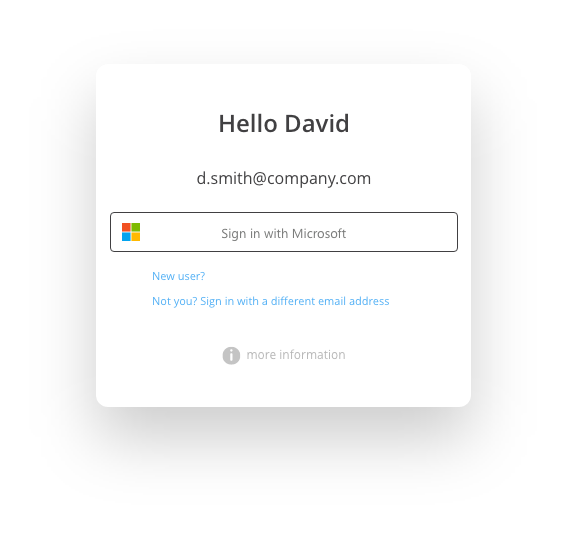 Hello David
d.smith@company.com
Sign in with Microsoft
New user?
Not you? Sign in with a different email address
more information